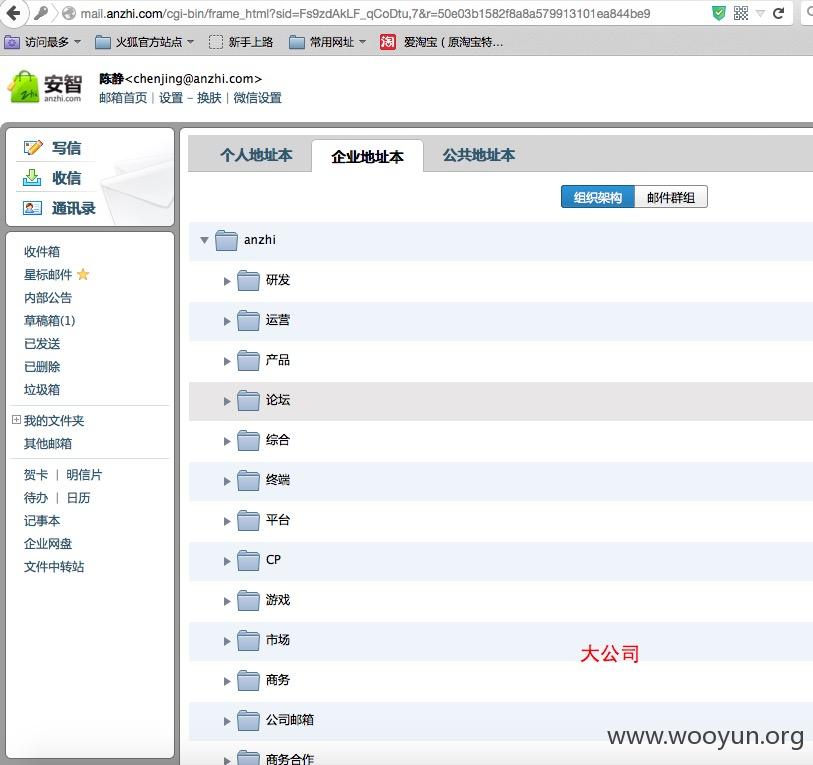 mail.anzhi.com/cgi-bin/frame_html?sid=Fs9zdAkLF_qCoDtu,7&r=50e03b1582f8a8a579913101ea844be9
访问最多 火狐官方站点 新手上路 常用网址 淘 爱淘宝（原淘宝特...
安智 anzhi.com
陈静<chenjing@anzhi.com>
邮箱首页 | 设置 - 换肤 | 微信设置
写信
收信
通讯录
收件箱
星标邮件
内部公告
草稿箱(1)
已发送
已删除
垃圾箱
我的文件夹
其他邮箱
贺卡 | 明信片
待办 | 日历
记事本
企业网盘
文件中转站
个人地址本 企业地址本 公共地址本
组织架构 邮件群组
anzhi
研发
运营
产品
论坛
综合
终端
平台
CP
游戏
市场
大公司
商务
公司邮箱
www.wooyun.org
商务合作